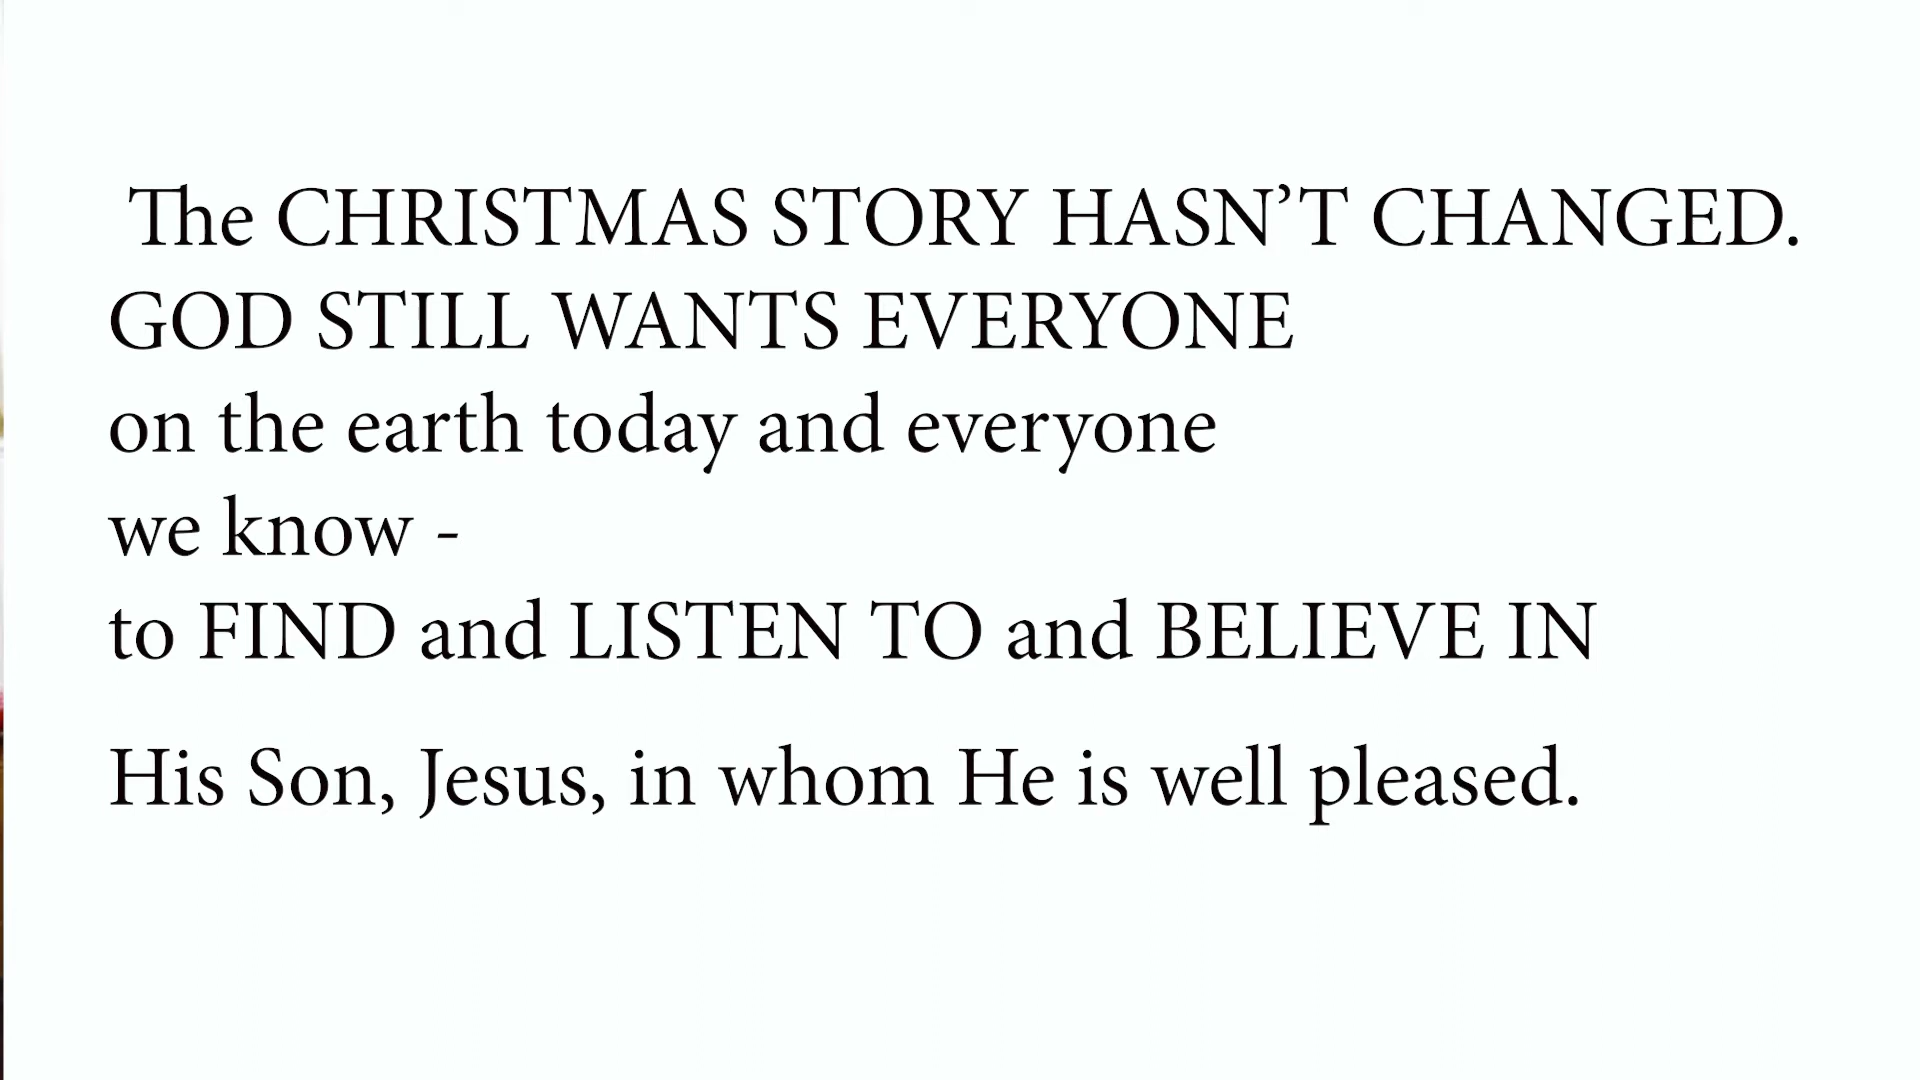 The CHRISTMAS STORY HASN’T CHANGED.
GOD STILL WANTS EVERYONE
on the earth today and everyone
we know -
to FIND and LISTEN TO and BELIEVE IN
His Son, Jesus, in whom He is well pleased.